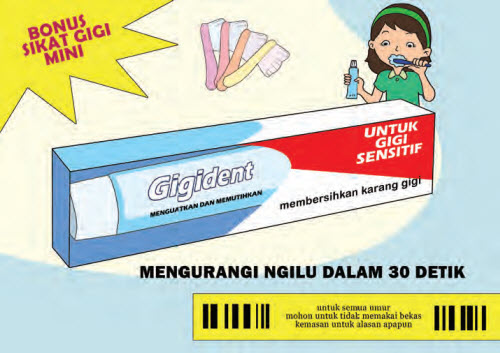 BONUS
SIKAT GIGI
MINI
UNTUK
GIGI
SENSITIF
Gigident
MENGUATKAN DAN MEMUTIHKAN
membersihkan karang gigi
MENGURANGI NGILU DALAM 30 DETIK
untuk semua umur
mohon untuk tidak memakai bekas
kemasan untuk alasan apapun